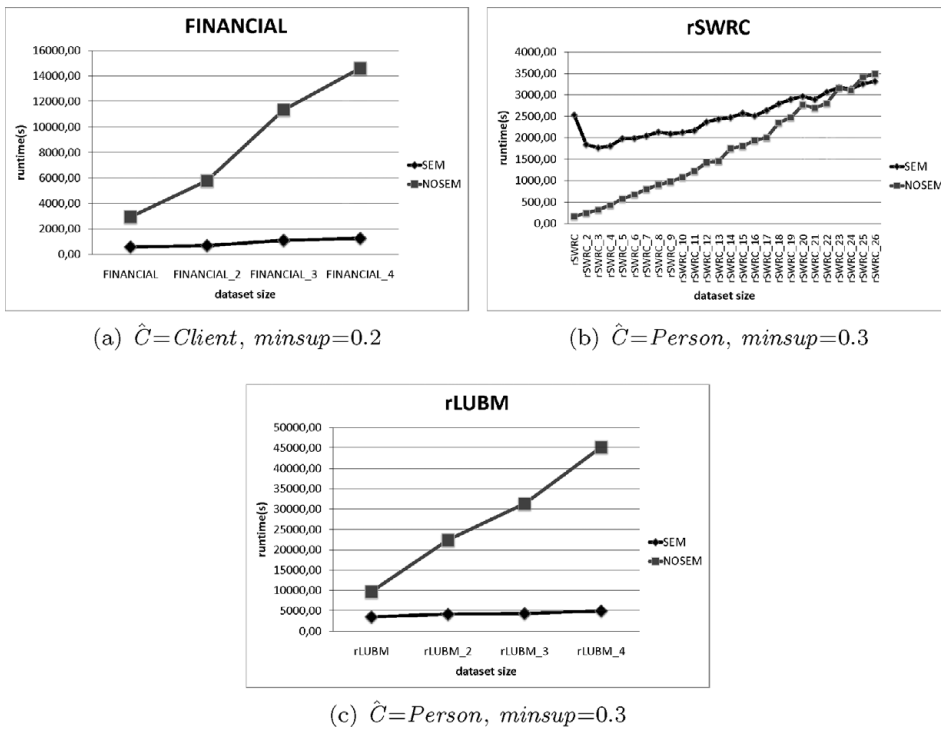 FINANCIAL
16000,00
14000,00
12000,00
10000,00
8000,00
6000,00
4000,00
2000,00
0,00
runtime(s)
SEM
NOSEM
FINANCIAL FINANCIAL_2 FINANCIAL_3 FINANCIAL_4
dataset size
(a) Ĉ=Client, minsup=0.2
rSWRC
4000,00
3500,00
3000,00
2500,00
2000,00
1500,00
1000,00
500,00
0,00
runtime(s)
SEM
NOSEM
rSWRC
rSWRC_2
rSWRC_3
rSWRC_4
rSWRC_5
rSWRC_6
rSWRC_7
rSWRC_8
rSWRC_9
rSWRC_10
rSWRC_11
rSWRC_12
rSWRC_13
rSWRC_14
rSWRC_15
rSWRC_16
rSWRC_17
rSWRC_18
rSWRC_19
rSWRC_20
rSWRC_21
rSWRC_22
rSWRC_23
rSWRC_24
rSWRC_25
rSWRC_26
dataset size
(b) Ĉ=Person, minsup=0.3
rLUBM
50000,00
45000,00
40000,00
35000,00
30000,00
25000,00
20000,00
15000,00
10000,00
5000,00
0,00
runtime(s)
SEM
NOSEM
rLUBM rLUBM_2 rLUBM_3 rLUBM_4
dataset size
(c) Ĉ=Person, minsup=0.3